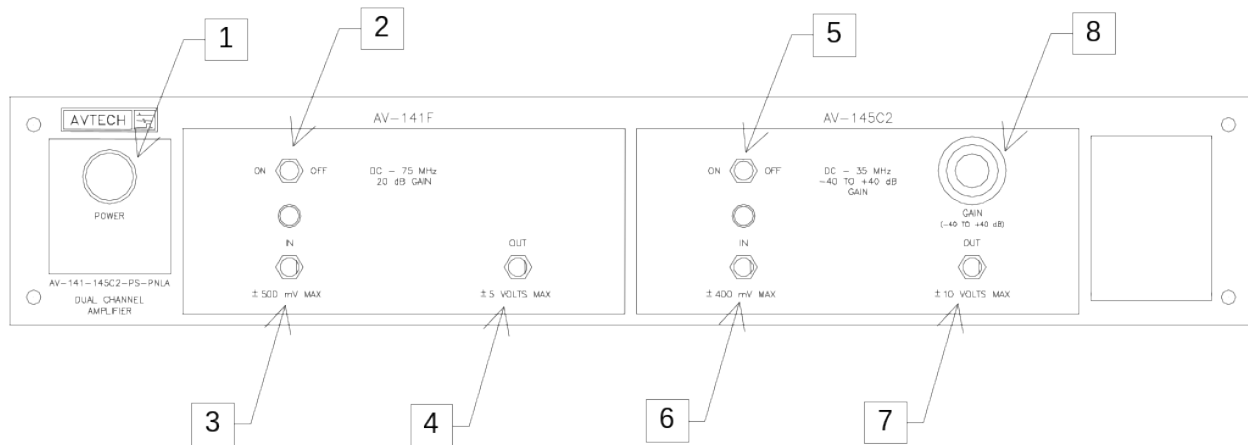 1
2
5
8
AVTECH
AV-141F
AV-145C2
ON
OFF
DC - 75 MHz
20 dB GAIN
ON
OFF
DC - 35 MHz
-40 TO +40 dB
GAIN
POWER
GAIN
(-40 TO +40 dB)
IN
OUT
IN
OUT
AV-141-145C2-PS-PNLA
DUAL CHANNEL
AMPLIFIER
±500 mV MAX
±5 VOLTS MAX
±400 mV MAX
±10 VOLTS MAX
3
4
6
7